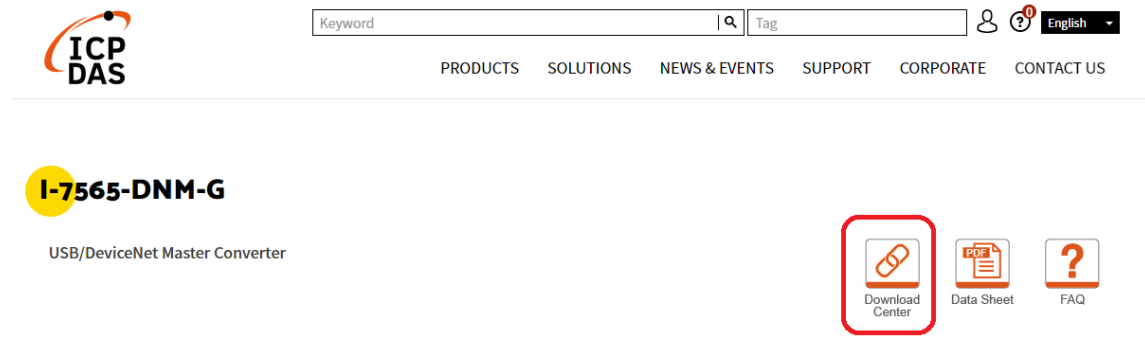 ICP
DAS
Keyword
Tag
0
English
PRODUCTS SOLUTIONS NEWS & EVENTS SUPPORT CORPORATE CONTACT US
I-7565-DNM-G
USB/DeviceNet Master Converter
Download
Center
PDF
Data Sheet
FAQ